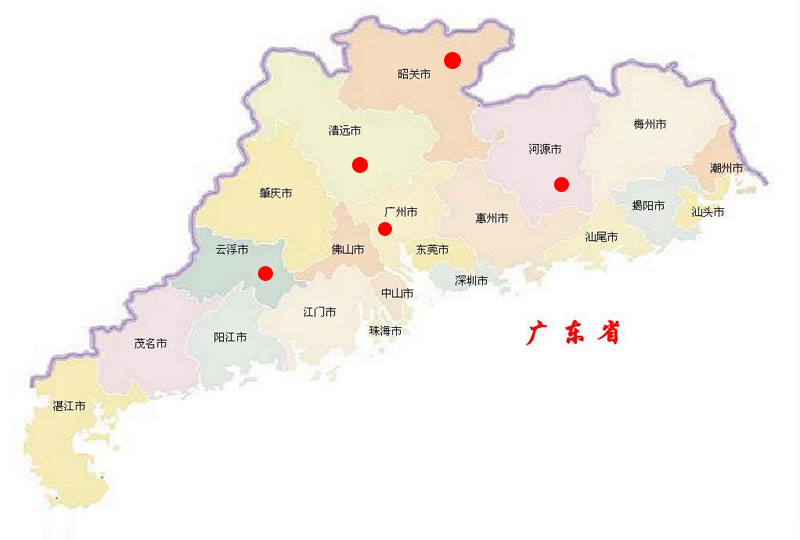 昭关市
清远市
梅州市
河源市
潮州市
肇庆市
揭阳市
广州市
汕头市
惠州市
汕尾市
云浮市
佛山市
东莞市
深圳市
中山市
江门市
珠海市
广东省
阳江市
茂名市
湛江市